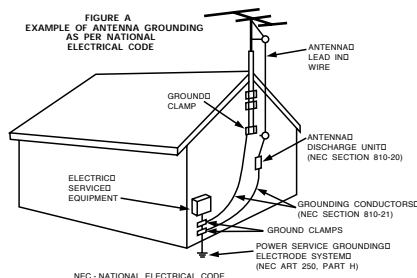 FIGURE A
EXAMPLE OF ANTENNA GROUNDING
AS PER NATIONAL
ELECTRICAL CODE
ANTENNA
LEAD IN
WIRE
GROUND
CLAMP
ANTENNA
DISCHARGE UNIT
(NEC SECTION 810-20)
ELECTRIC
SERVICE
EQUIPMENT
GROUNDING CONDUCTORS
(NEC SECTION 810-21)
GROUND CLAMPS
POWER SERVICE GROUNDING
ELECTRODE SYSTEM
(NEC ART 250, PART H)
NEC - NATIONAL ELECTRICAL CODE